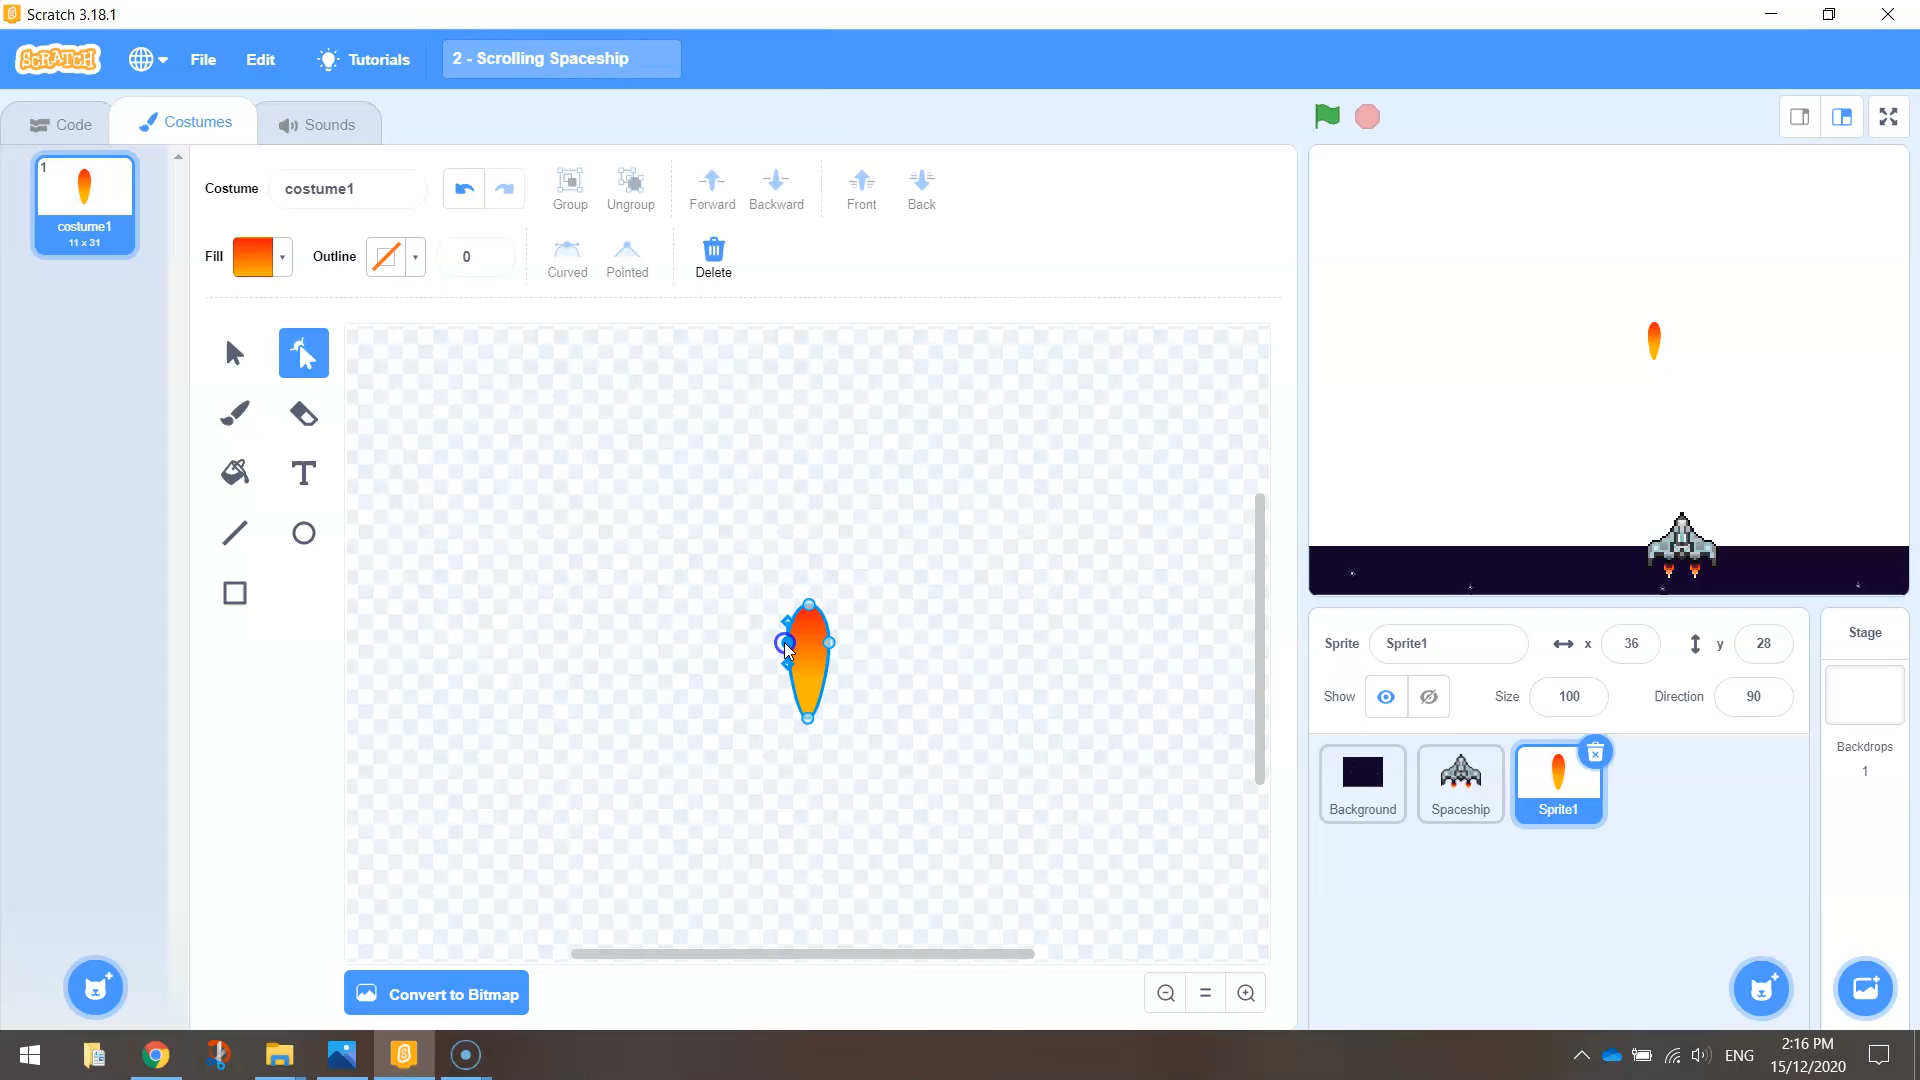 Scratch 3.18.1
SCRATCH
File
Edit
Tutorials
2 - Scrolling Spaceship
Code
Costumes
Sounds
1
costume1
11 x 31
Costume
costume1
Group
Ungroup
Forward
Backward
Front
Back
Fill
Outline
0
Curved
Pointed
Delete
T
Convert to Bitmap
Sprite
Sprite1
x
36
y
28
Show
Size
100
Direction
90
Background
Spaceship
Sprite1
Stage
Backdrops
1
ENG
2:16 PM
15/12/2020